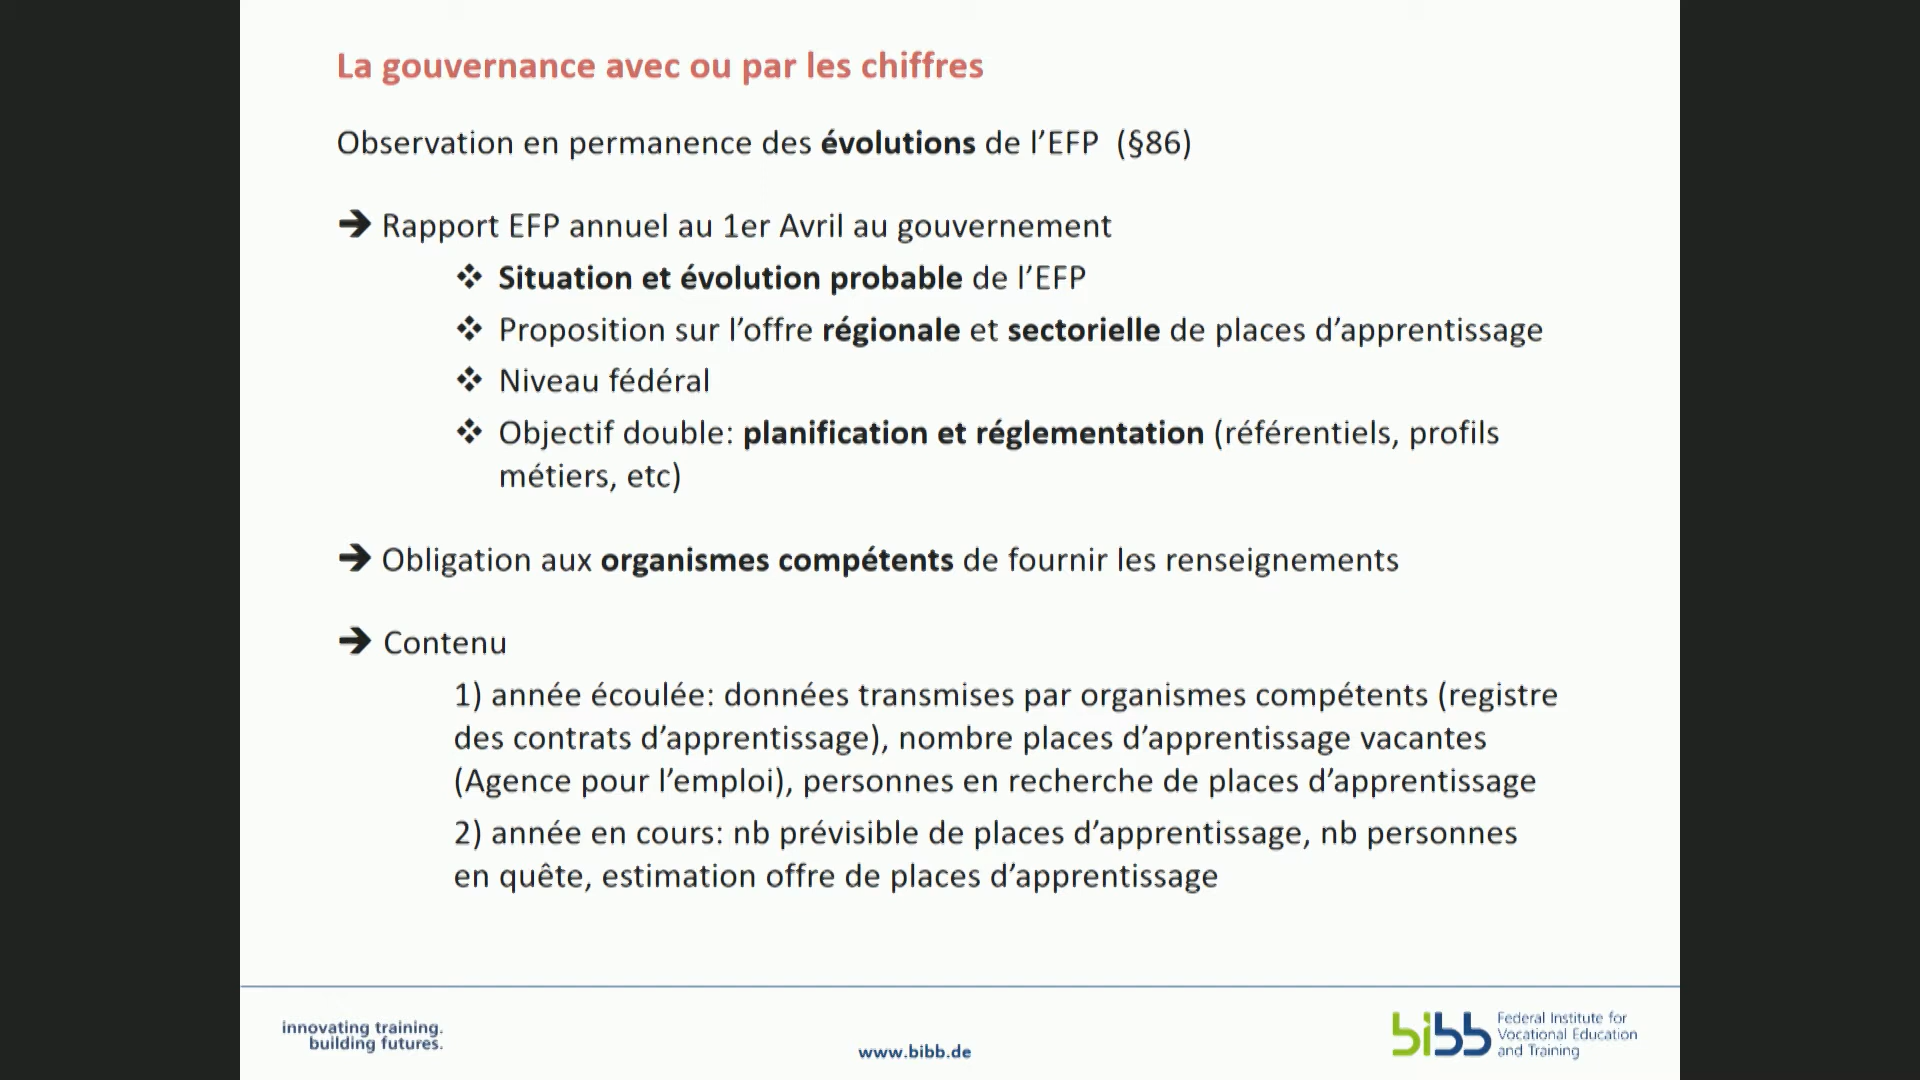 La gouvernance avec ou par les chiffres
Observation en permanence des évolutions de l’EFP (§86)
➔ Rapport EFP annuel au 1er Avril au gouvernement
❖ Situation et évolution probable de l’EFP
❖ Proposition sur l’offre régionale et sectorielle de places d’apprentissage
❖ Niveau fédéral
❖ Objectif double: planification et réglementation (référentiels, profils
métiers, etc)
➔ Obligation aux organismes compétents de fournir les renseignements
➔ Contenu
1) année écoulée: données transmises par organismes compétents (registre
des contrats d’apprentissage), nombre places d’apprentissage vacantes
(Agence pour l’emploi), personnes en recherche de places d’apprentissage
2) année en cours: nb prévisible de places d’apprentissage, nb personnes
en quête, estimation offre de places d’apprentissage
innovating training.
building futures.
www.bibb.de
bibb
Federal Institute for
Vocational Education
and Training